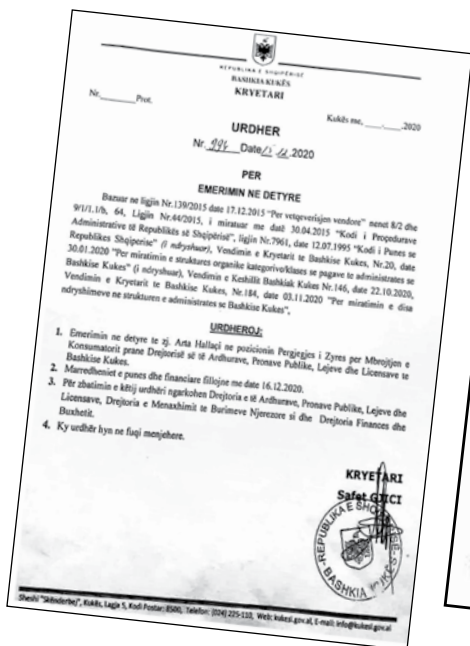 REPUBLIKA E SHQIPËRISË
BASHKIA KUKËS
KRYETARI
Nr.______Prot.
Kukës me, ____.____.2020
URDHER
Nr. 994 Date 15.12.2020
PER
EMERIMIN NE DETYRE
Bazuar ne ligjin Nr.139/2015 date 17.12.2015 "Per vetqeverisjen vendore" nenet 8/2 dhe
9/1/1.1/b, 64, Ligjin Nr.44/2015, i miratuar me datë 30.04.2015 "Kodi i Procedurave
Administrative të Republikës së Shqipërisë", ligjin Nr.7961, date 12.07.1995 "Kodi i Punes se
Republikes Shqiperise" (i ndryshuar), Vendimin e Kryetarit te Bashkise Kukes, Nr.20, date
30.01.2020 "Per miratimin e struktures organike kategorive/klases se pagave te administrates se
Bashkise Kukes" (i ndryshuar), Vendimin e Keshillit Bashkiak Kukes Nr.146, date 22.10.2020,
Vendimin e Kryetarit te Bashkise Kukes, Nr.184, date 03.11.2020 "Per miratimin e disa
ndryshimeve ne strukturen e administrates se Bashkise Kukes",
URDHEROJ:
1. Emerimin ne detyre te zj. Arta Hallaçi ne pozicionin Pergjegjes i Zyres per Mbrojtjen e
Konsumatorit prane Drejtorisë së të Ardhurave, Pronave Publike, Lejeve dhe Licensave te
Bashkise Kukes.
2. Marredheniet e punes dhe financiare fillojne me date 16.12.2020.
3. Për zbatimin e këtij urdhëri ngarkohen Drejtoria e të Ardhurave, Pronave Publike, Lejeve dhe
Licensave, Drejtoria e Menaxhimit te Burimeve Njerezore si dhe Drejtoria Finances dhe
Buxhetit.
4. Ky urdhër hyn ne fuqi menjehere.
KRYETARI
Safet GJICI
REPUBLIKA E SHQIPËRISË
BASHKIA KUKËS
Sheshi "Skënderbej", Kukës, Lagja 5, Kodi Postar: 8500, Telefon: (024) 225-110, Web: kukesi.gov.al, E-mail: info@kukesi.gov.al